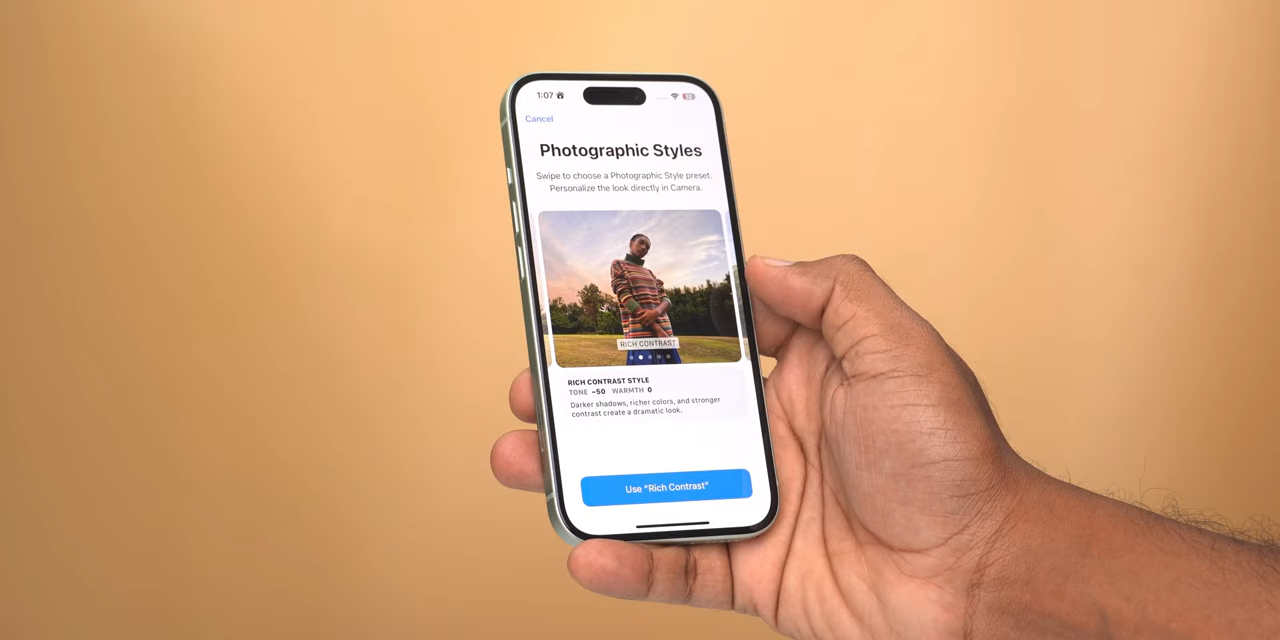 1:07
Cancel
Photographic Styles
Swipe to choose a Photographic Style preset.
Personalize the look directly in Camera.
RICH CONTRAST
RICH CONTRAST STYLE
TONE -50 WARMTH 0
Darker shadows, richer colors, and stronger
contrast create a dramatic look.
Use “Rich Contrast”